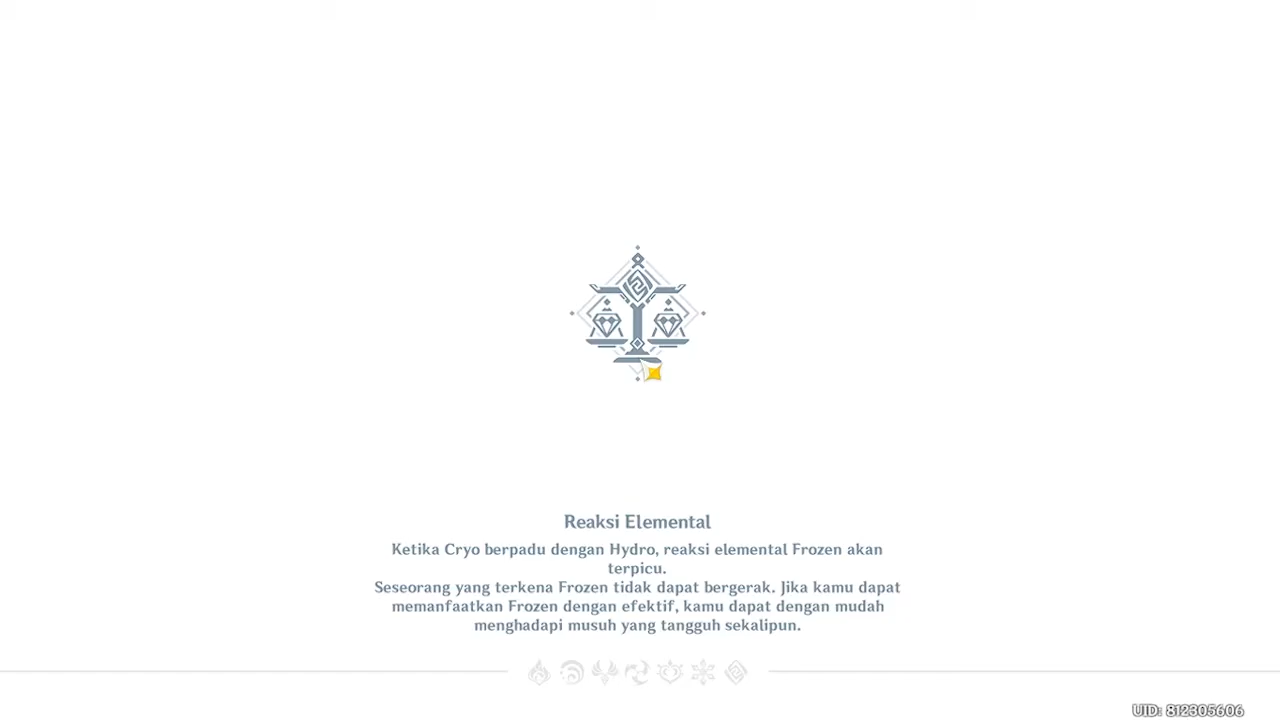 Reaksi Elemental
Ketika Cryo berpadu dengan Hydro, reaksi elemental Frozen akan
terpicu.
Seseorang yang terkena Frozen tidak dapat bergerak. Jika kamu dapat
memanfaatkan Frozen dengan efektif, kamu dapat dengan mudah
menghadapi musuh yang tangguh sekalipun.
UID: 812305606